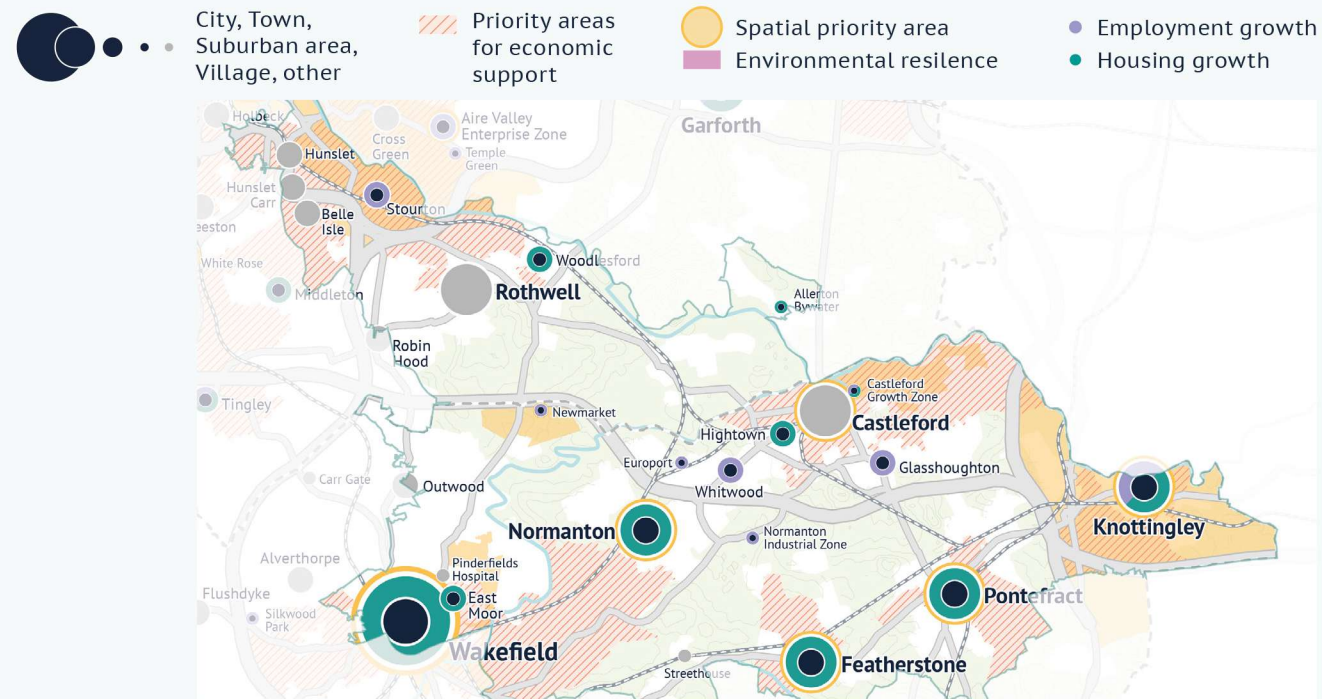 City, Town,
Suburban area,
Village, other
Priority areas
for economic
support
Spatial priority area
Environmental resilence
Employment growth
Housing growth
Holbeck
Cross
Green
Aire Valley
Enterprise Zone
Temple
Green
Garforth
Hunslet
Hunslet
Carr
Stourton
Belle
Isle
eeston
White Rose
Middleton
Woodlesford
Rothwell
Allerton
Bywater
Robin
Hood
Castleford
Growth Zone
Tingley
Newmarket
Castleford
Hightown
Europort
Glasshoughton
Whitwood
Carr Gate
Outwood
Knottingley
Normanton
Normanton
Industrial Zone
Alverthorpe
Pinderfields
Hospital
Flushdyke
East
Moor
Pontefract
Silkwood
Park
Wakefield
Streethouse
Featherstone